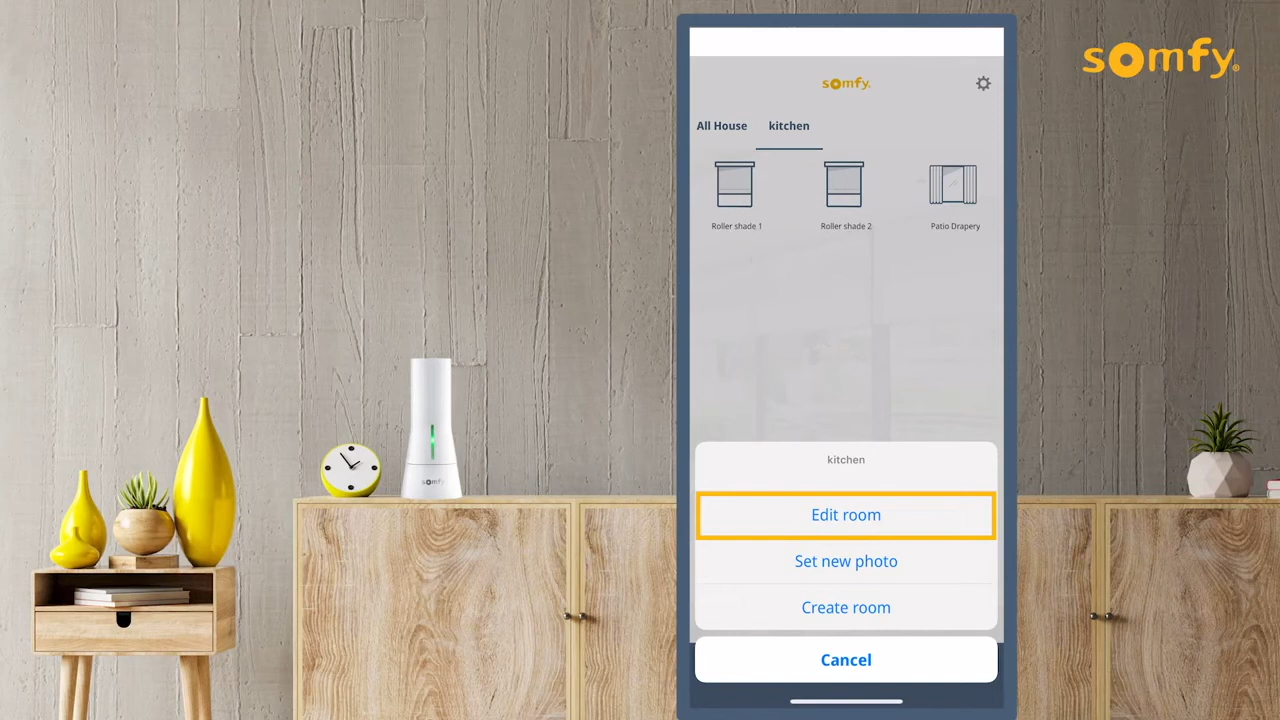 somfy®
somfy.
All House kitchen
Roller shade 1 Roller shade 2 Patio Drapery
kitchen
Edit room
Set new photo
Create room
Cancel
somfy